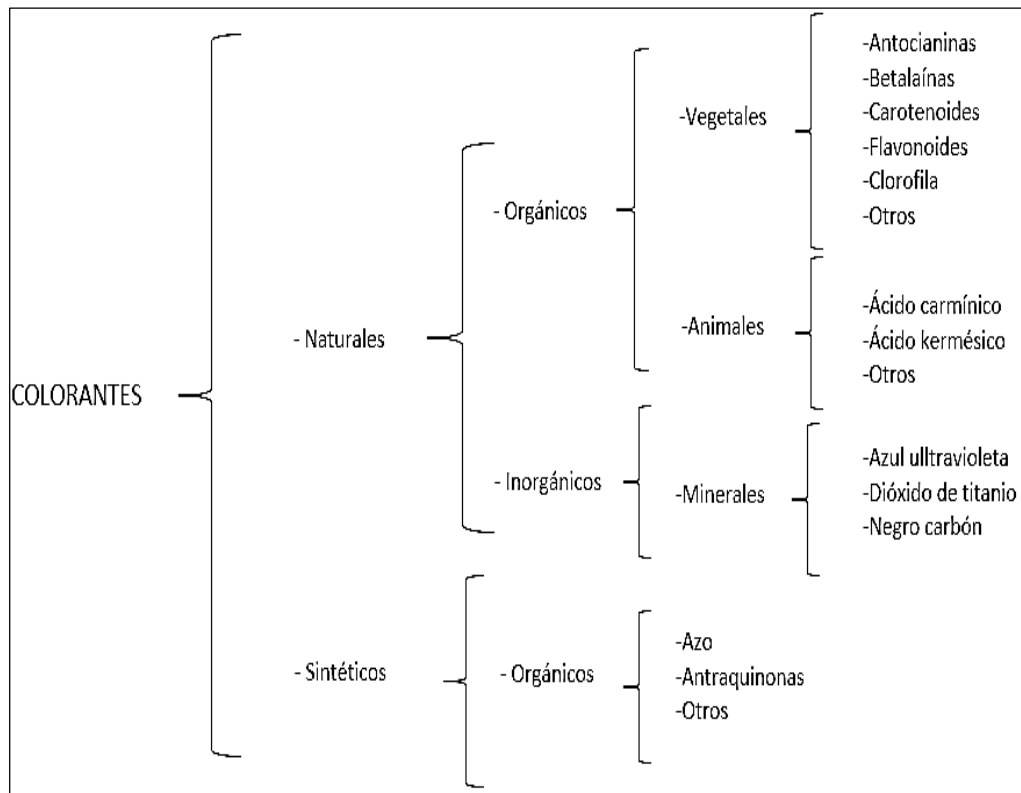 COLORANTES
- Naturales
- Orgánicos
-Vegetales
-Antocianinas
-Betalaínas
-Carotenoides
-Flavonoides
-Clorofila
-Otros
-Animales
-Ácido carmínico
-Ácido kermésico
-Otros
- Inorgánicos
-Minerales
-Azul ulltravioleta
-Dióxido de titanio
-Negro carbón
- Sintéticos
- Orgánicos
-Azo
-Antraquinonas
-Otros